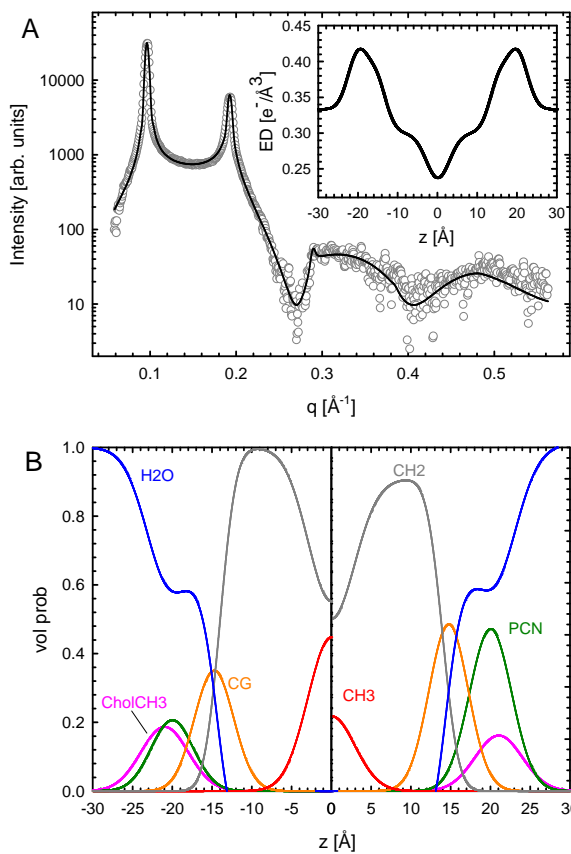 A
Intensity [arb. units]
10000
1000
100
10
0.1 0.2 0.3 0.4 0.5
q [Å-1]
ED [e-/Å3]
0.45
0.40
0.35
0.30
0.25
-30 -20 -10 0 10 20 30
z [Å]
B
vol prob
1.0
0.8
0.6
0.4
0.2
0.0
H2O
CH2
PCN
CG
CH3
CholCH3
-30 -25 -20 -15 -10 -5 0 0 5 10 15 20 25 30
z [Å]